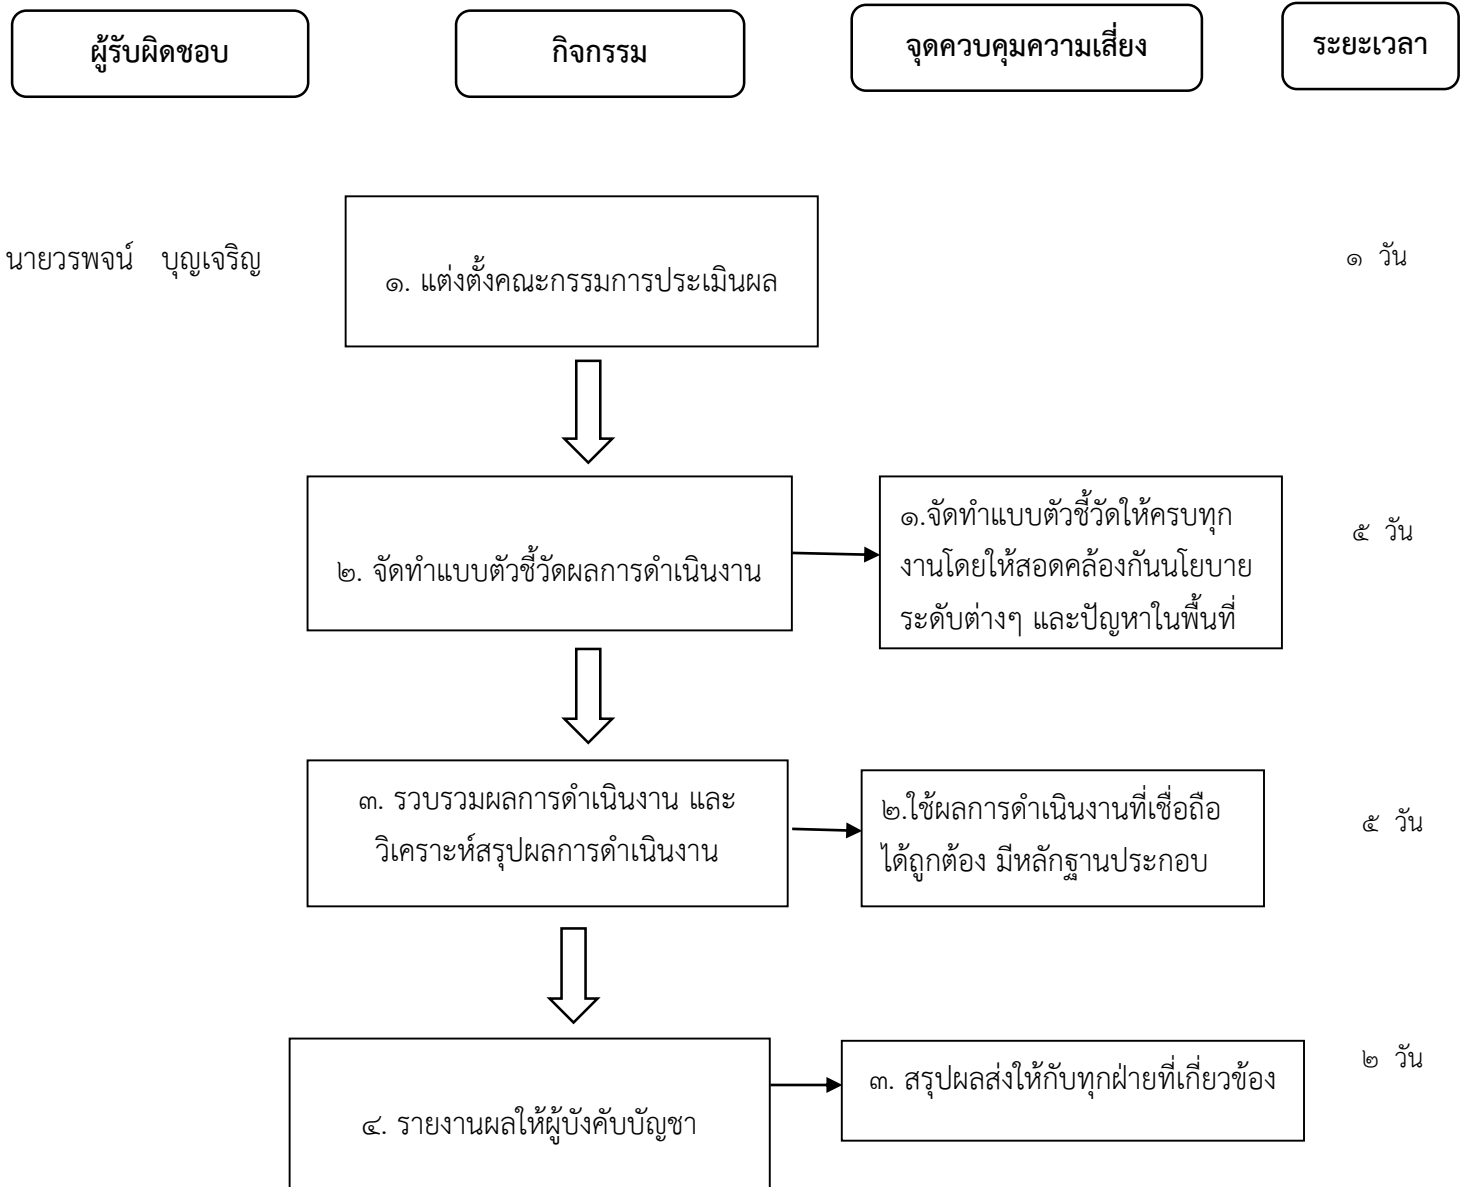 ผู้รับผิดชอบ
กิจกรรม
จุดควบคุมความเสี่ยง
ระยะเวลา
นายวรพจน์ บุญเจริญ
๑. แต่งตั้งคณะกรรมการประเมินผล
๑ วัน
๒. จัดทำแบบตัวชี้วัดผลการดำเนินงาน
๑.จัดทำแบบตัวชี้วัดให้ครบทุก
งานโดยให้สอดคล้องกันนโยบาย
ระดับต่างๆ และปัญหาในพื้นที่
๕ วัน
๓. รวบรวมผลการดำเนินงาน และ
วิเคราะห์สรุปผลการดำเนินงาน
๒.ใช้ผลการดำเนินงานที่เชื่อถือ
ได้ถูกต้อง มีหลักฐานประกอบ
๕ วัน
๔. รายงานผลให้ผู้บังคับบัญชา
๓. สรุปผลส่งให้กับทุกฝ่ายที่เกี่ยวข้อง
๒ วัน